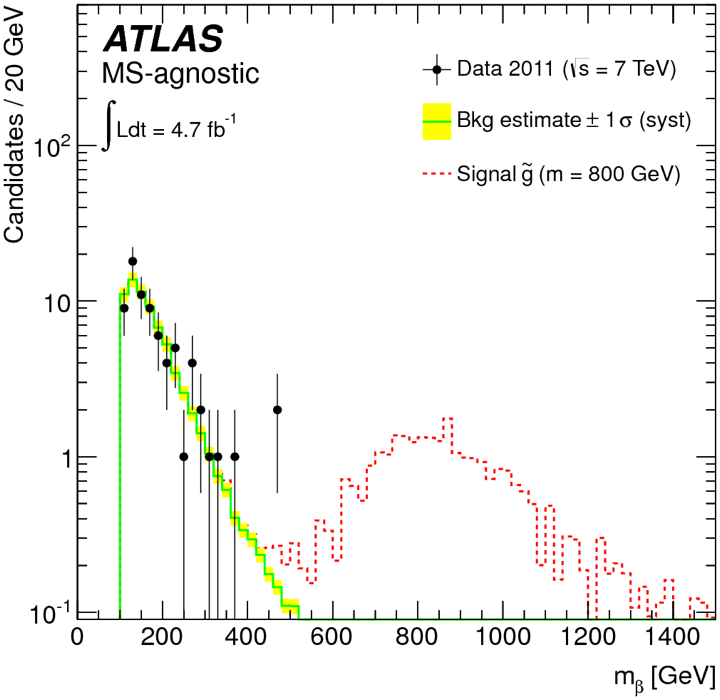 ATLAS
MS-agnostic
∫Ldt = 4.7 fb⁻¹
Data 2011 (√s = 7 TeV)
Bkg estimate ± 1 σ (syst)
Signal g̃ (m = 800 GeV)
Candidates / 20 GeV
10²
10
1
10⁻¹
0 200 400 600 800 1000 1200 1400
m_β [GeV]